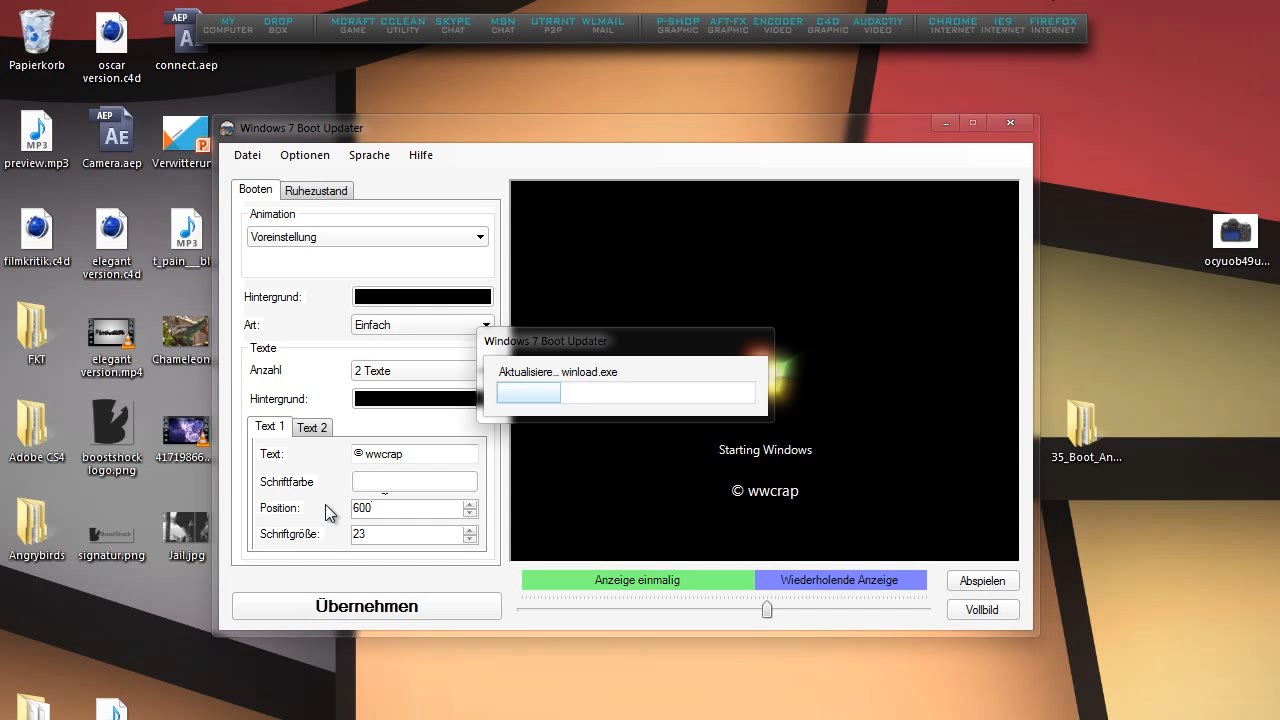 MY COMPUTER
DROP BOX
MCRAFT GAME
CCLEAN UTILITY
SKYPE CHAT
MSN CHAT
UTRRNT P2P
WLMAIL MAIL
P-SHOP GRAPHIC
AFT-FX GRAPHIC
ENCODER VIDEO
C4D GRAPHIC
AUDACTIY VIDEO
CHROME INTERNET
IE9 INTERNET
FIREFOX INTERNET
Papierkorb
oscar version.c4d
AEP
connect.aep
MP3
preview.mp3
AEP
Ae
Camera.aep
Verwitterun
filmkritik.c4d
elegant version.c4d
MP3
t_pain___bl
FKT
elegant version.mp4
Chameleon
Adobe CS4
boostshock logo.png
41719866...
Angrybirds
signatur.png
Jail.jpg
ocyuob49u...
35_Boot_An...
Windows 7 Boot Updater
Datei Optionen Sprache Hilfe
Booten Ruhezustand
Animation
Voreinstellung
Hintergrund:
Art: Einfach
Texte
Anzahl 2 Texte
Hintergrund:
Text 1 Text 2
Text: © wwcrap
Schriftfarbe
Position: 600
Schriftgröße: 23
Übernehmen
Windows 7 Boot Updater
Aktualisiere... winload.exe
Starting Windows
© wwcrap
Anzeige einmalig Wiederholende Anzeige
Abspielen
Vollbild